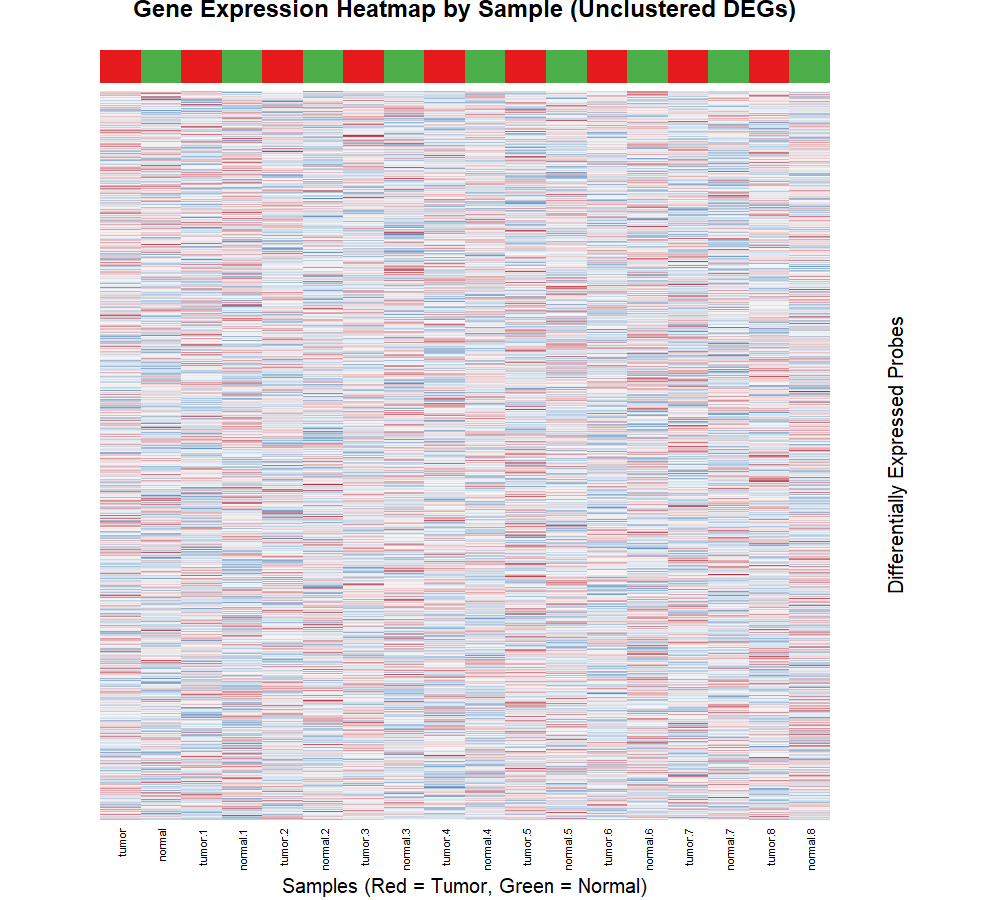 Gene Expression Heatmap by Sample (Unclustered DEGs)
Differentially Expressed Probes
tumor
normal
tumor.1
normal.1
tumor.2
normal.2
tumor.3
normal.3
tumor.4
normal.4
tumor.5
normal.5
tumor.6
normal.6
tumor.7
normal.7
tumor.8
normal.8
Samples (Red = Tumor, Green = Normal)